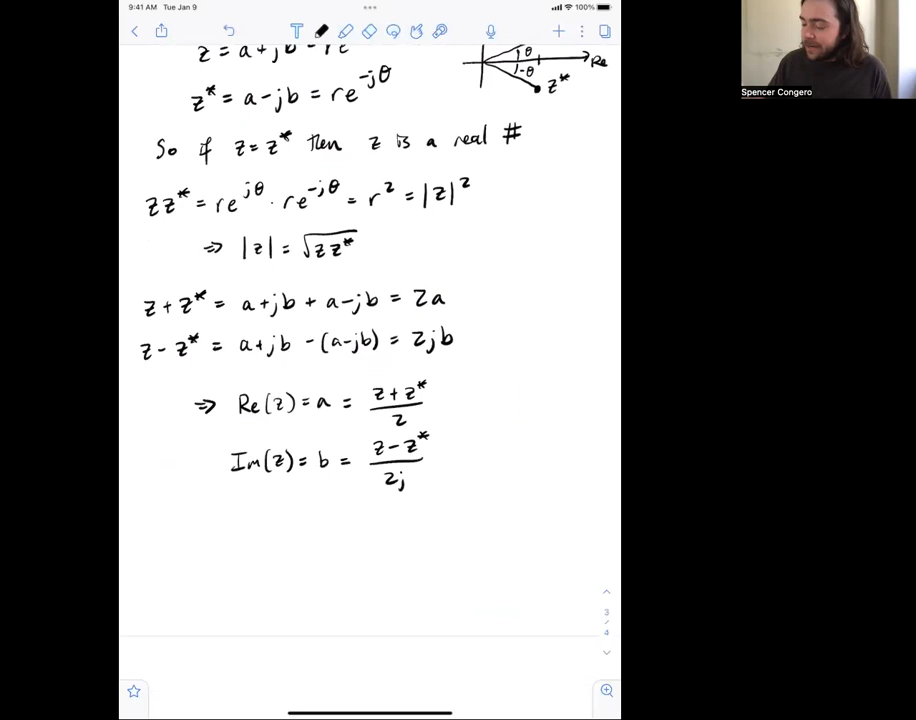 9:41 AM Tue Jan 9
100%
z = a+jb = re
Re
z* = a-jb = re^-jθ
θ
-θ
z*
So if z = z* then z is a real #
zz* = re^jθ · re^-jθ = r² = |z|²
⇒ |z| = √zz*
z + z* = a+jb + a-jb = 2a
z - z* = a+jb - (a-jb) = 2jb
⇒ Re(z) = a = (z+z*)/2
Im(z) = b = (z-z*)/2j
3 / 4
Spencer Congero